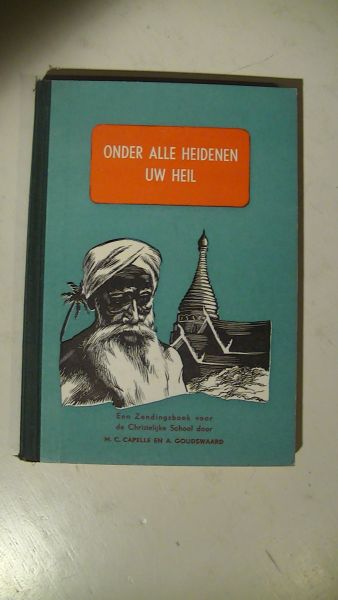 ONDER ALLE HEIDENEN
UW HEIL
Een Zendingsboek voor
de Christelijke School door
M. C. CAPELLE EN A. GOUDSWAARD